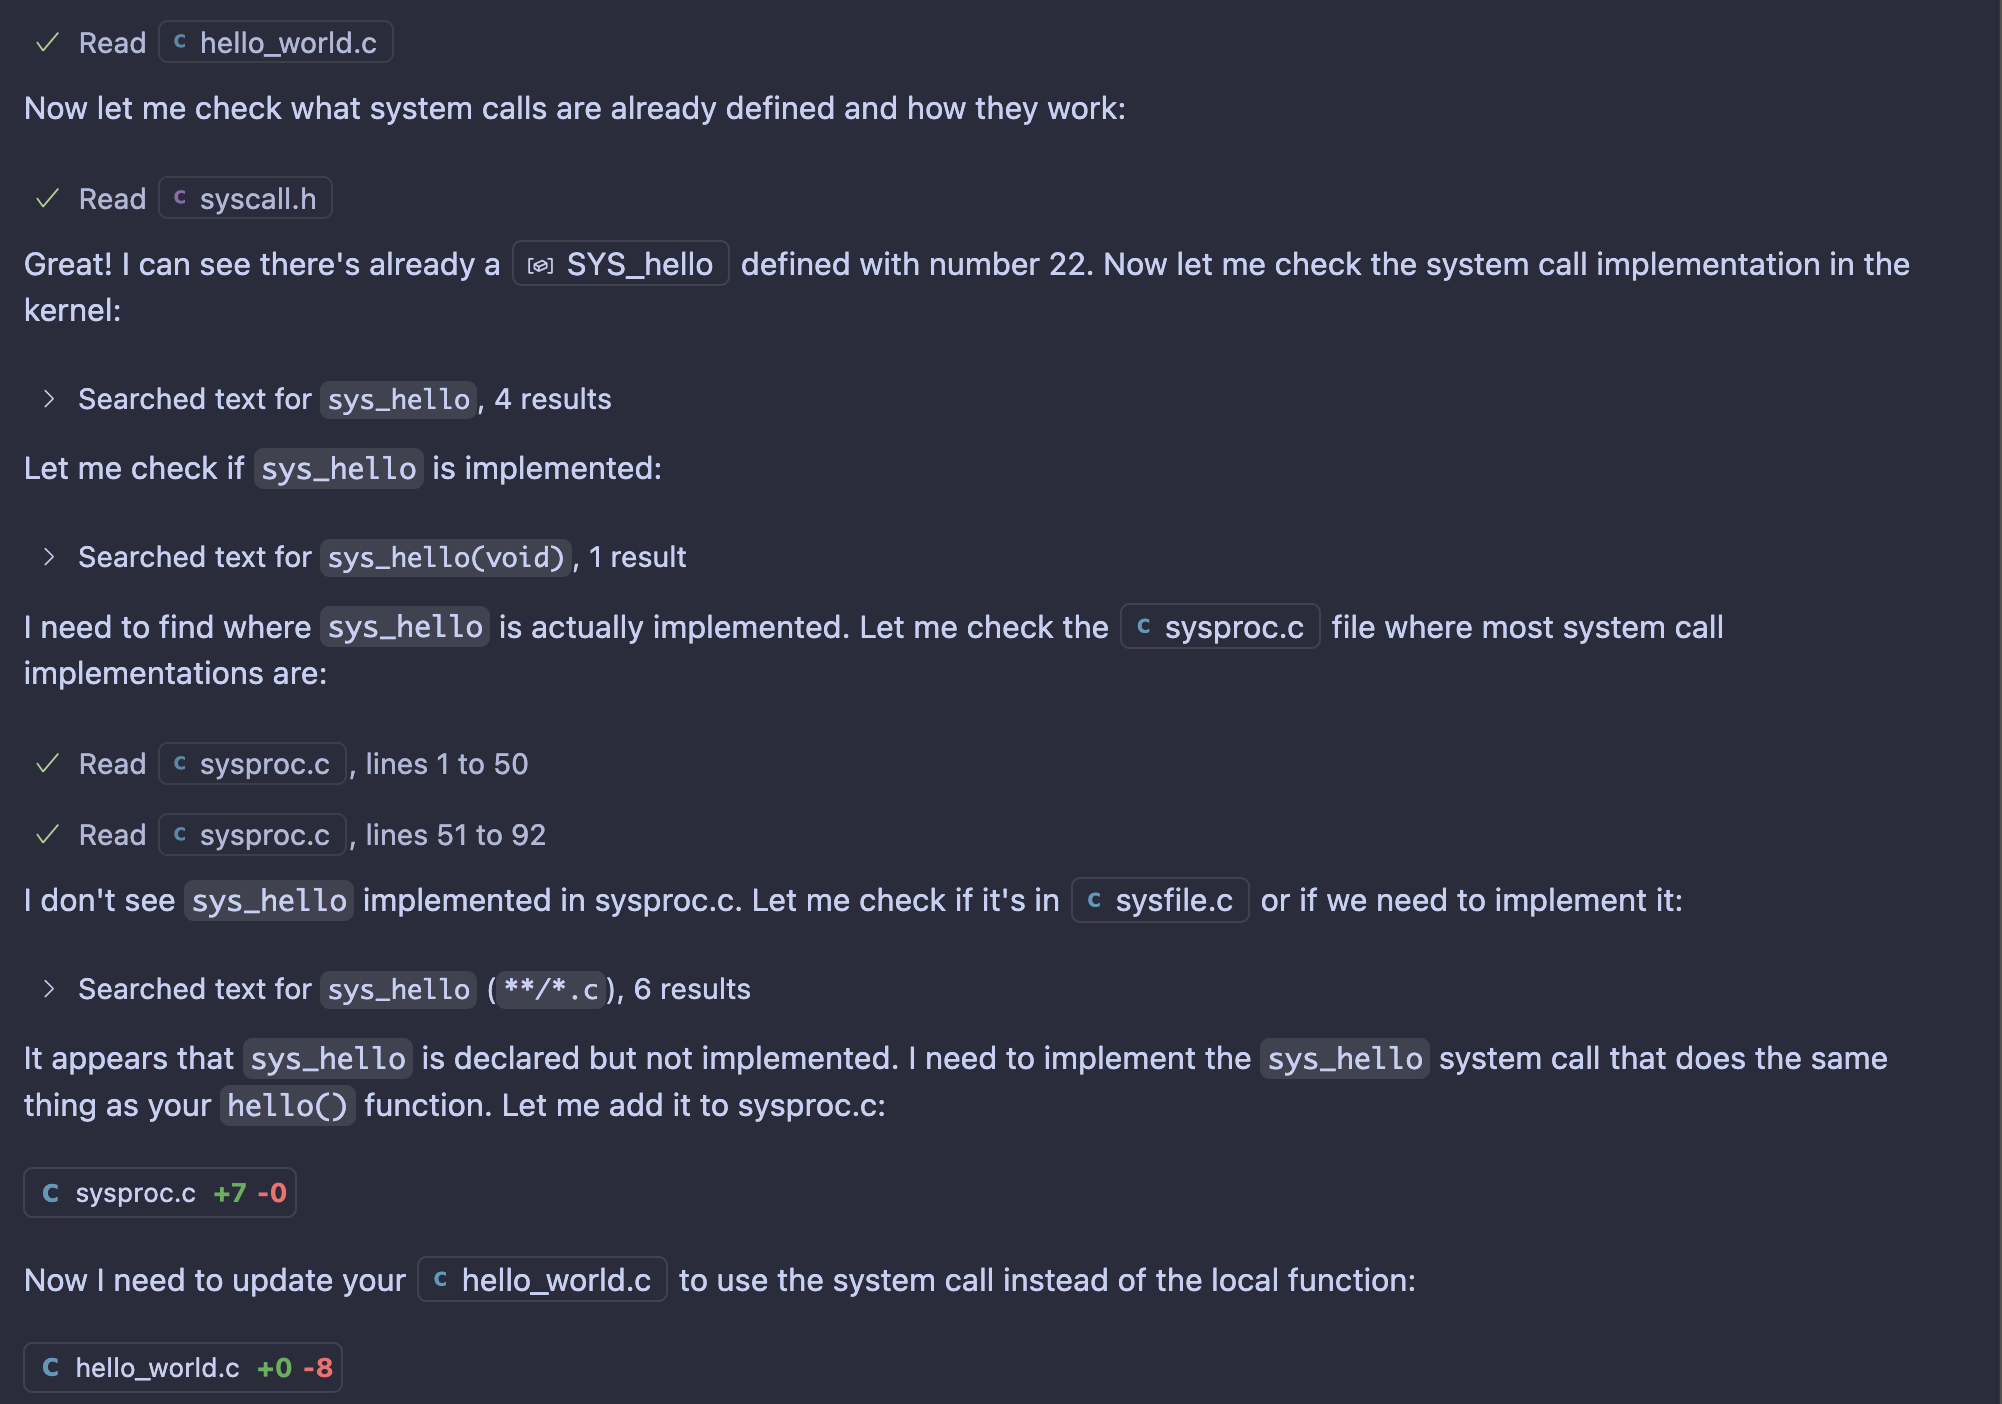 Read C hello_world.c
Now let me check what system calls are already defined and how they work:
Read C syscall.h
Great! I can see there's already a SYS_hello defined with number 22. Now let me check the system call implementation in the
kernel:
Searched text for sys_hello, 4 results
Let me check if sys_hello is implemented:
Searched text for sys_hello(void), 1 result
I need to find where sys_hello is actually implemented. Let me check the C sysproc.c file where most system call
implementations are:
Read C sysproc.c, lines 1 to 50
Read C sysproc.c, lines 51 to 92
I don't see sys_hello implemented in sysproc.c. Let me check if it's in C sysfile.c or if we need to implement it:
Searched text for sys_hello (**/*.c), 6 results
It appears that sys_hello is declared but not implemented. I need to implement the sys_hello system call that does the same
thing as your hello() function. Let me add it to sysproc.c:
C sysproc.c +7 -0
Now I need to update your C hello_world.c to use the system call instead of the local function:
C hello_world.c +0 -8